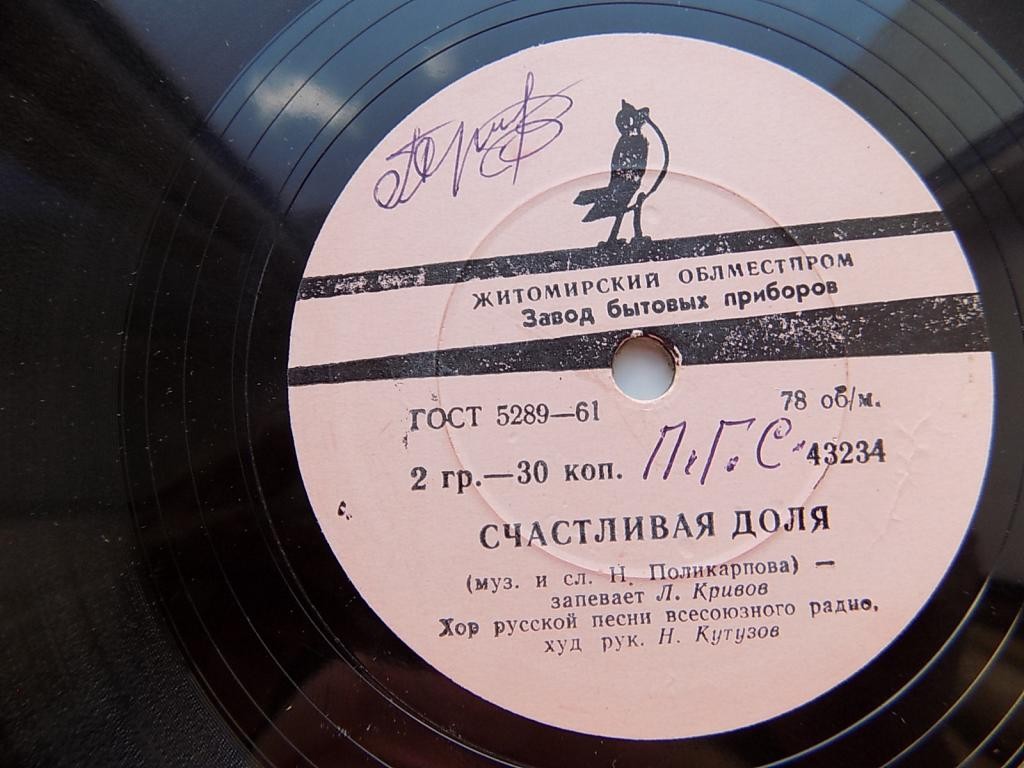 ЖИТОМИРСКИЙ ОБЛМЕСТПРОМ
Завод бытовых приборов
ГОСТ 5289—61 78 об/м.
2 гр.—30 коп. П.Г.С. 43234
СЧАСТЛИВАЯ ДОЛЯ
(муз. и сл. Н. Поликарпова) —
запевает Л. Кривов
Хор русской песни всесоюзного радио,
худ рук. Н. Кутузов